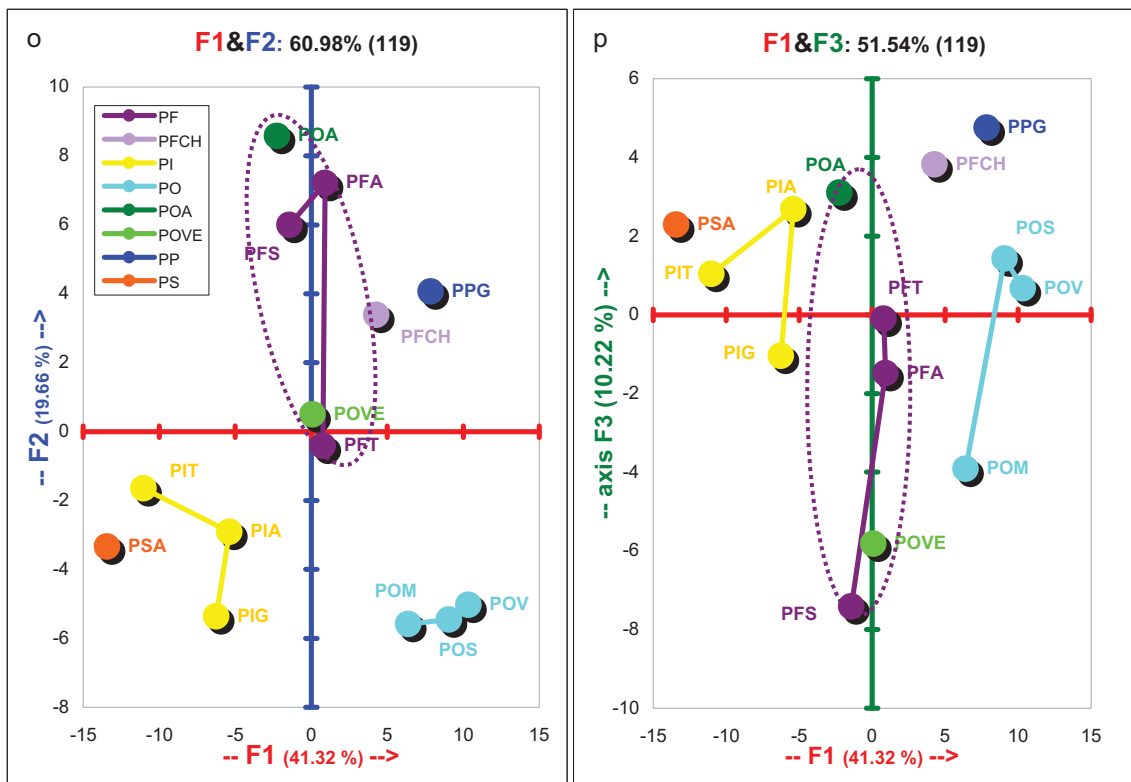 o
F1&F2: 60.98% (119)
10
8
6
4
2
0
-2
-4
-6
-8
-15
-10
-5
0
5
10
15
-- F2 (19.66 %) -->
-- F1 (41.32 %) -->
PF
PFCH
PI
PO
POA
POVE
PP
PS
POA
PFA
PFS
PPG
PFCH
POVE
PFT
PIT
PIA
PSA
PIG
POM
POV
POS
p
F1&F3: 51.54% (119)
6
4
2
0
-2
-4
-6
-8
-10
-15
-10
-5
0
5
10
15
-- axis F3 (10.22 %) -->
-- F1 (41.32 %) -->
PPG
PFCH
POA
PIA
PSA
PIT
POS
POV
PFT
PIG
PFA
POM
POVE
PFS